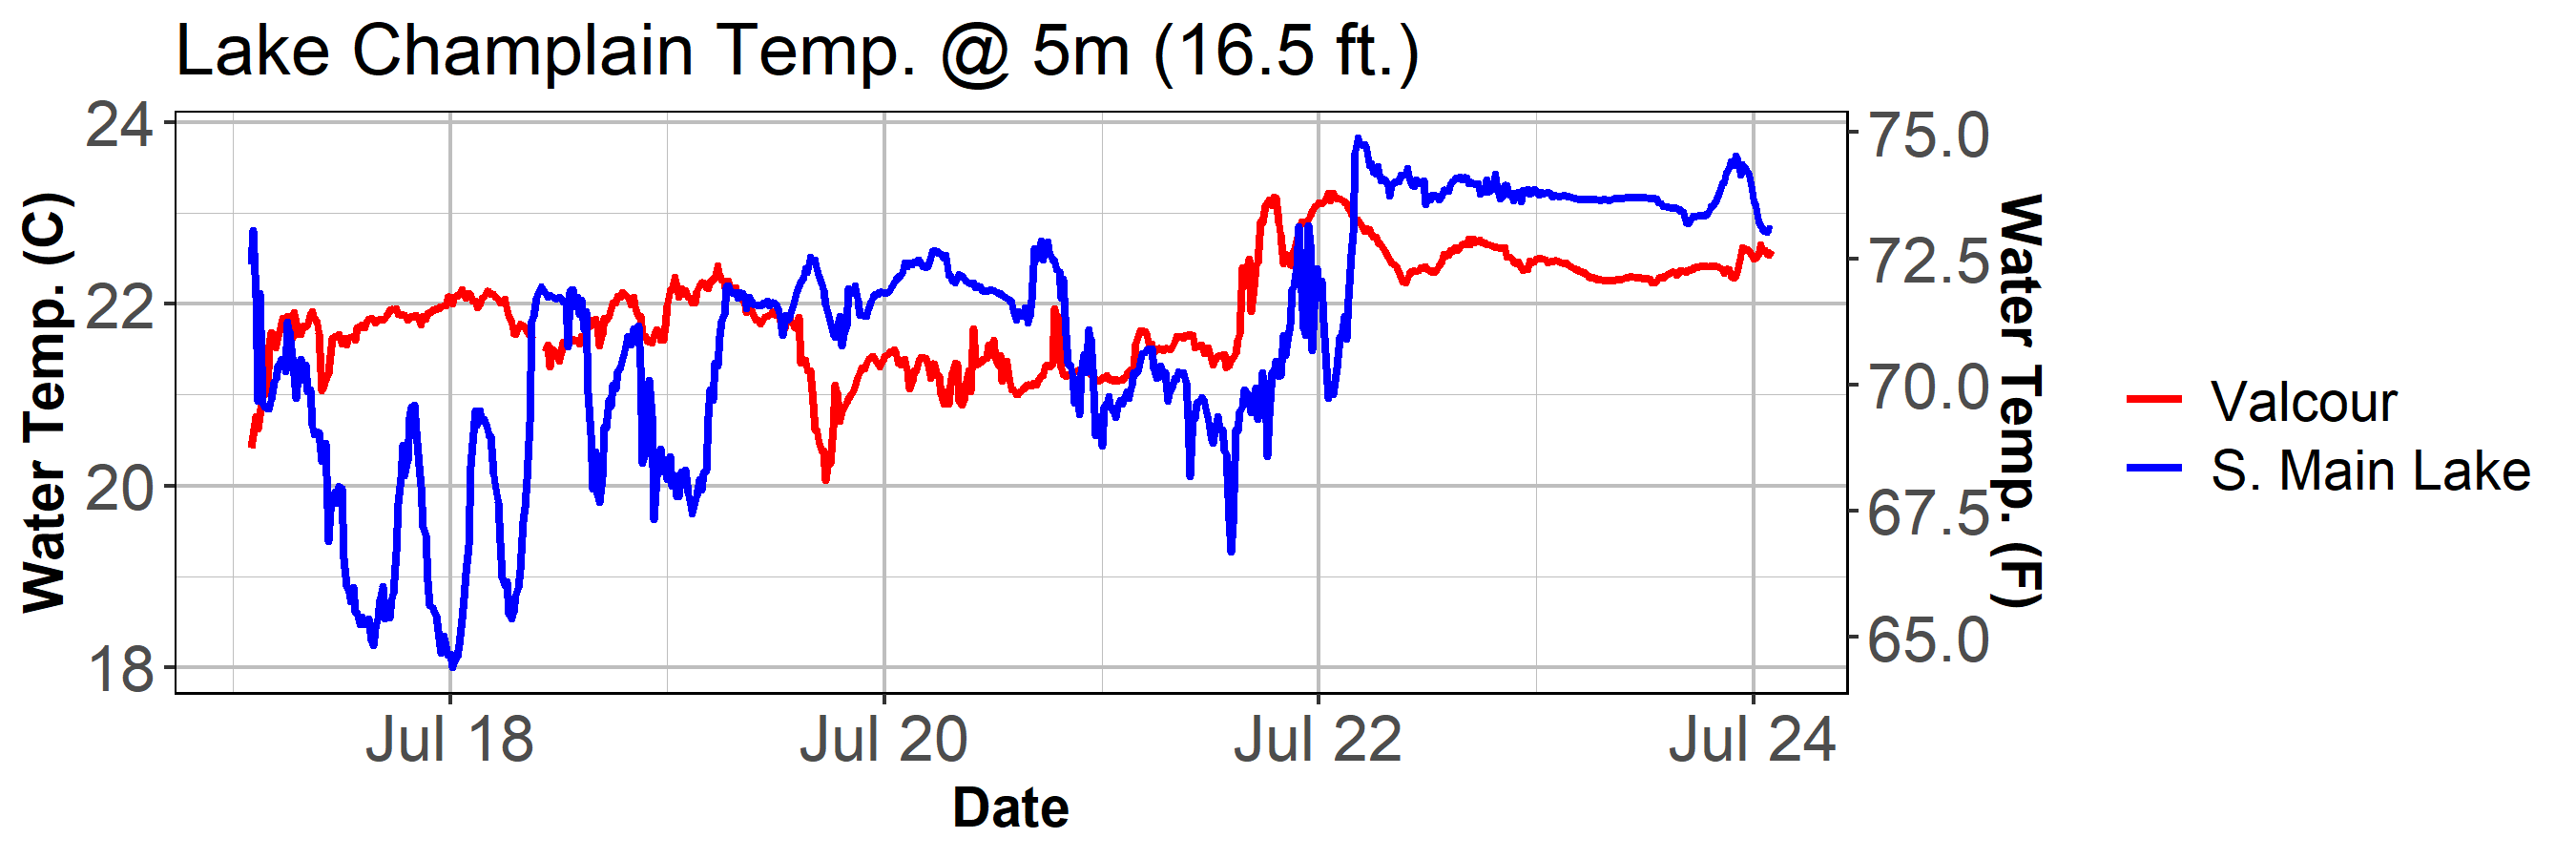 Lake Champlain Temp. @ 5m (16.5 ft.)
Water Temp. (C)
24
22
20
18
75.0
72.5
70.0
67.5
65.0
Water Temp. (F)
Jul 18
Jul 20
Jul 22
Jul 24
Date
Valcour
S. Main Lake